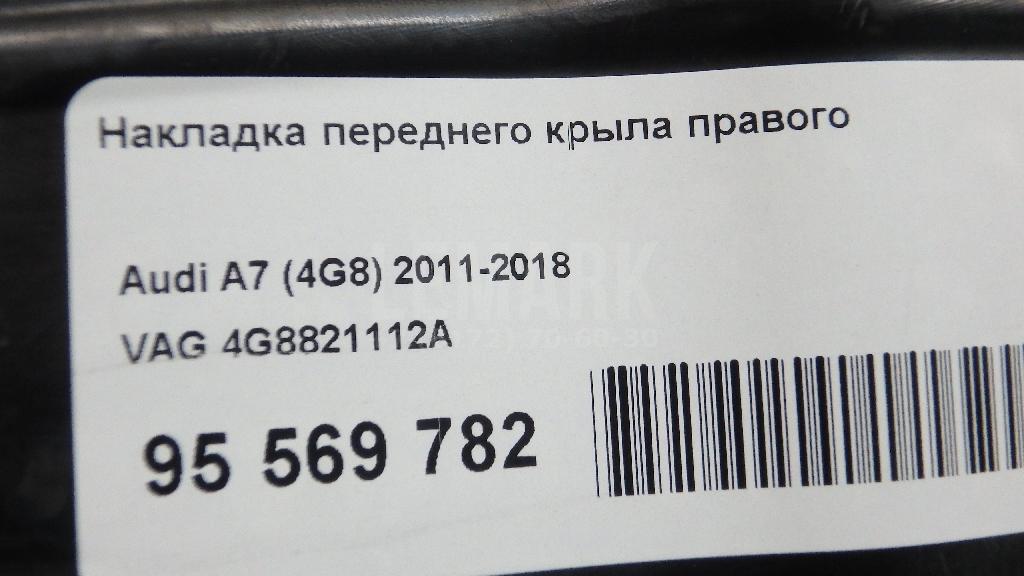 Накладка переднего крыла правого
Audi A7 (4G8) 2011-2018
VAG 4G8821112A
95 569 782